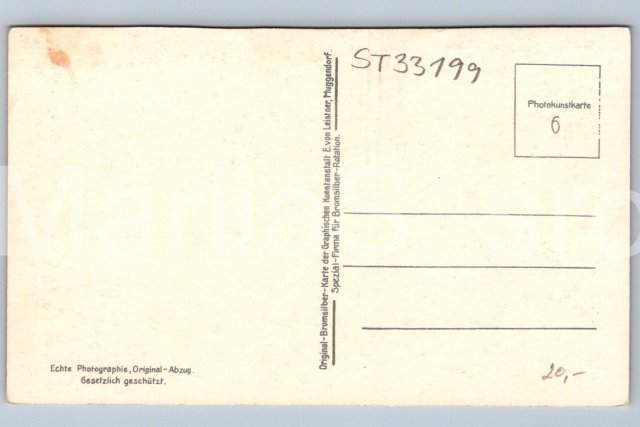 ST33199
Photokunstkarte
6
Original-Bromsilber-Karte der Graphischen Kunstanstalt E. von Leistner, Muggendorf.
Spezial-Firma für Bromsilber-Rotation.
Echte Photographie, Original-Abzug.
Gesetzlich geschützt.
20,-